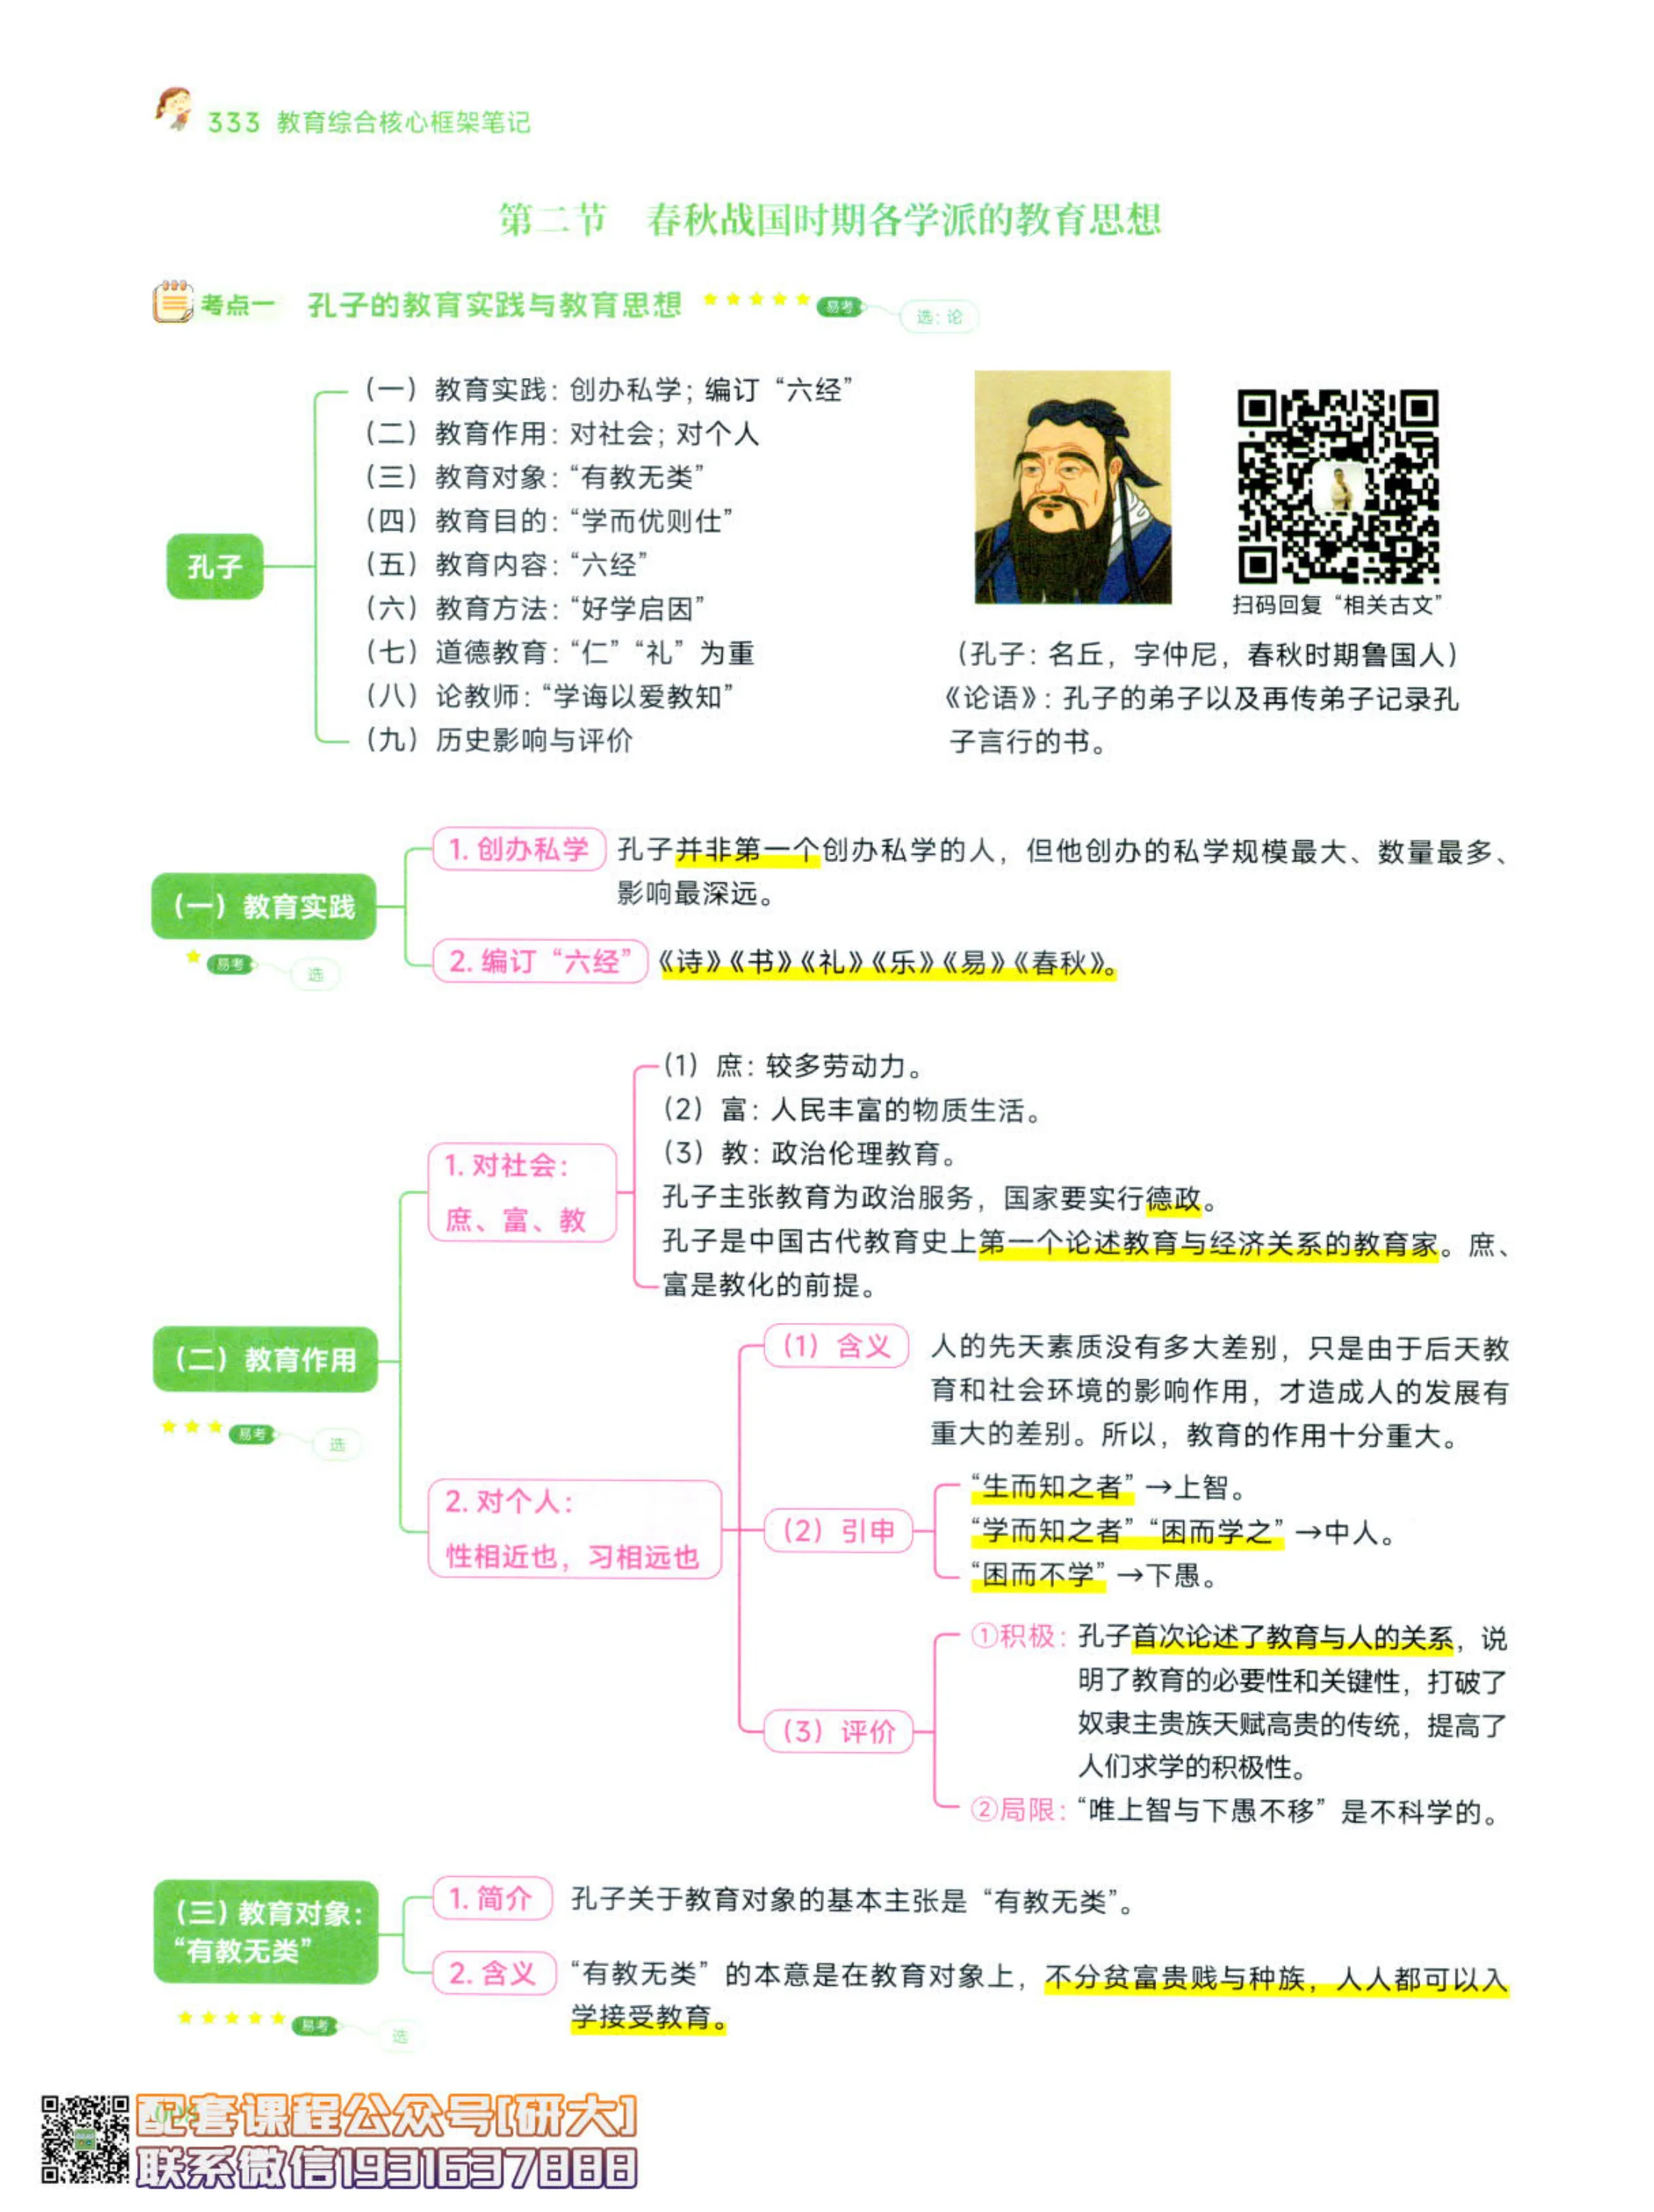 333 教育综合核心框架笔记
第二节 春秋战国时期各学派的教育思想
考点一 孔子的教育实践与教育思想 易考 选;论
孔子
(一)教育实践:创办私学;编订“六经”
(二)教育作用:对社会;对个人
(三)教育对象:“有教无类”
(四)教育目的:“学而优则仕”
(五)教育内容:“六经”
(六)教育方法:“好学启因”
(七)道德教育:“仁”“礼”为重
(八)论教师:“学诲以爱教知”
(九)历史影响与评价
扫码回复“相关古文”
(孔子:名丘,字仲尼,春秋时期鲁国人)
《论语》:孔子的弟子以及再传弟子记录孔
子言行的书。
(一)教育实践
易考 选
1. 创办私学 孔子并非第一个创办私学的人,但他创办的私学规模最大、数量最多、
影响最深远。
2. 编订“六经” 《诗》《书》《礼》《乐》《易》《春秋》。
(二)教育作用
易考 选
1. 对社会:
庶、富、教
(1)庶:较多劳动力。
(2)富:人民丰富的物质生活。
(3)教:政治伦理教育。
孔子主张教育为政治服务,国家要实行德政。
孔子是中国古代教育史上第一个论述教育与经济关系的教育家。庶、
富是教化的前提。
2. 对个人:
性相近也,习相远也
(1)含义 人的先天素质没有多大差别,只是由于后天教
育和社会环境的影响作用,才造成人的发展有
重大的差别。所以,教育的作用十分重大。
(2)引申
“生而知之者”→上智。
“学而知之者”“困而学之”→中人。
“困而不学”→下愚。
(3)评价
①积极:孔子首次论述了教育与人的关系,说
明了教育的必要性和关键性,打破了
奴隶主贵族天赋高贵的传统,提高了
人们求学的积极性。
②局限:“唯上智与下愚不移”是不科学的。
(三)教育对象:
“有教无类”
易考 选
1. 简介 孔子关于教育对象的基本主张是“有教无类”。
2. 含义 “有教无类”的本意是在教育对象上,不分贫富贵贱与种族,人人都可以入
学接受教育。
配套课程公众号[研大]
联系微信1931637888